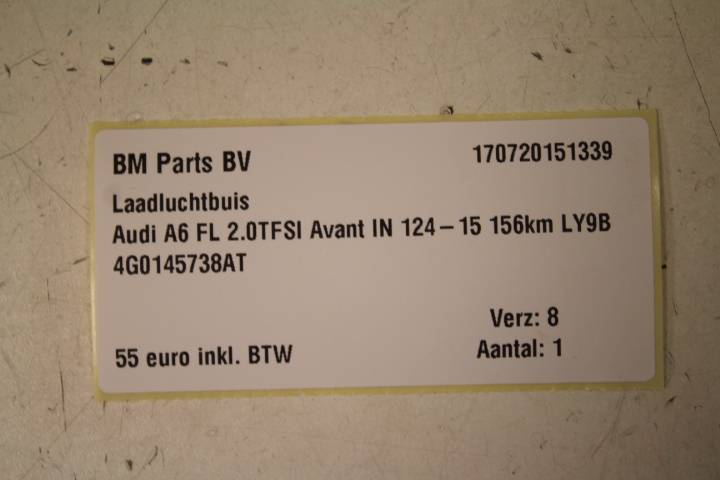 BM Parts BV 170720151339
Laadluchtbuis
Audi A6 FL 2.0TFSI Avant IN 124-15 156km LY9B
4G0145738AT
Verz: 8
55 euro inkl. BTW Aantal: 1